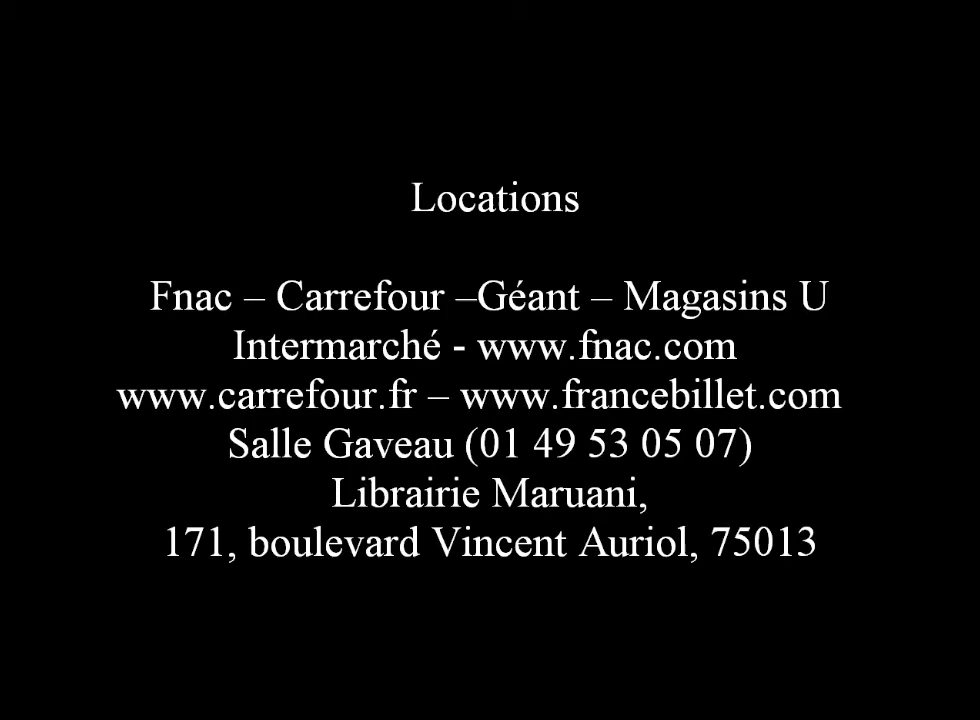 Locations
Fnac – Carrefour –Géant – Magasins U
Intermarché - www.fnac.com
www.carrefour.fr – www.francebillet.com
Salle Gaveau (01 49 53 05 07)
Librairie Maruani,
171, boulevard Vincent Auriol, 75013